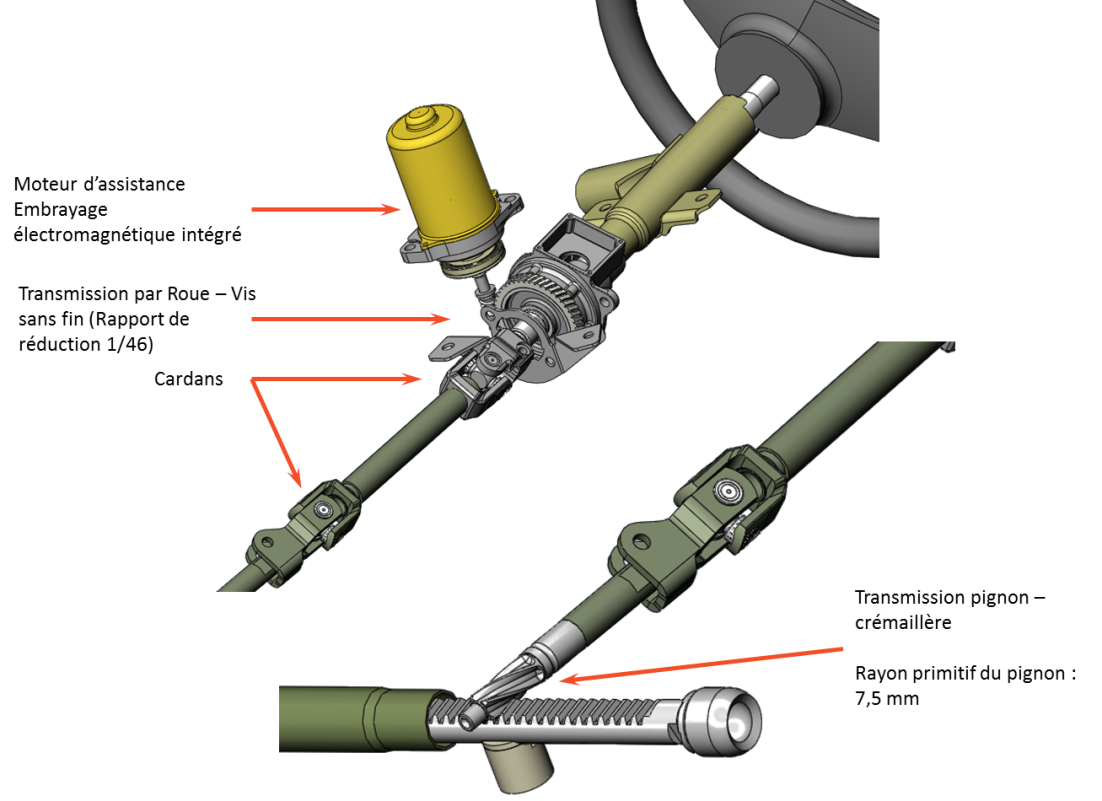 Moteur d’assistance
Embrayage
électromagnétique intégré
Transmission par Roue – Vis
sans fin (Rapport de
réduction 1/46)
Cardans
Transmission pignon –
crémaillère
Rayon primitif du pignon :
7,5 mm